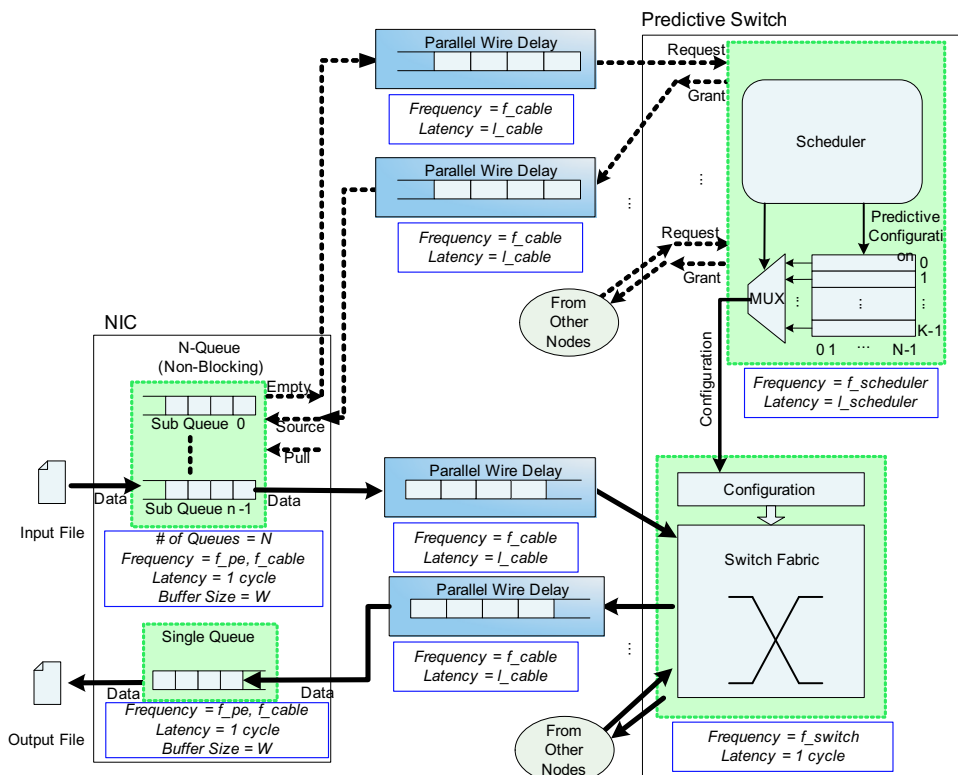 Predictive Switch
Parallel Wire Delay
Frequency = f_cable
Latency = l_cable
Request
Grant
Scheduler
Parallel Wire Delay
Frequency = f_cable
Latency = l_cable
...
...
Request
Grant
Predictive
Configurati
on
0
1
...
K-1
MUX
...
...
0 1 ... N-1
From
Other
Nodes
Frequency = f_scheduler
Latency = l_scheduler
Configuration
NIC
N-Queue
(Non-Blocking)
Empty
Sub Queue 0
Source
Pull
Data
Sub Queue n -1
Data
Input File
# of Queues = N
Frequency = f_pe, f_cable
Latency = 1 cycle
Buffer Size = W
Parallel Wire Delay
Frequency = f_cable
Latency = l_cable
Configuration
Switch Fabric
Parallel Wire Delay
Frequency = f_cable
Latency = l_cable
...
Single Queue
Data
Data
Output File
Frequency = f_pe, f_cable
Latency = 1 cycle
Buffer Size = W
From
Other
Nodes
Frequency = f_switch
Latency = 1 cycle